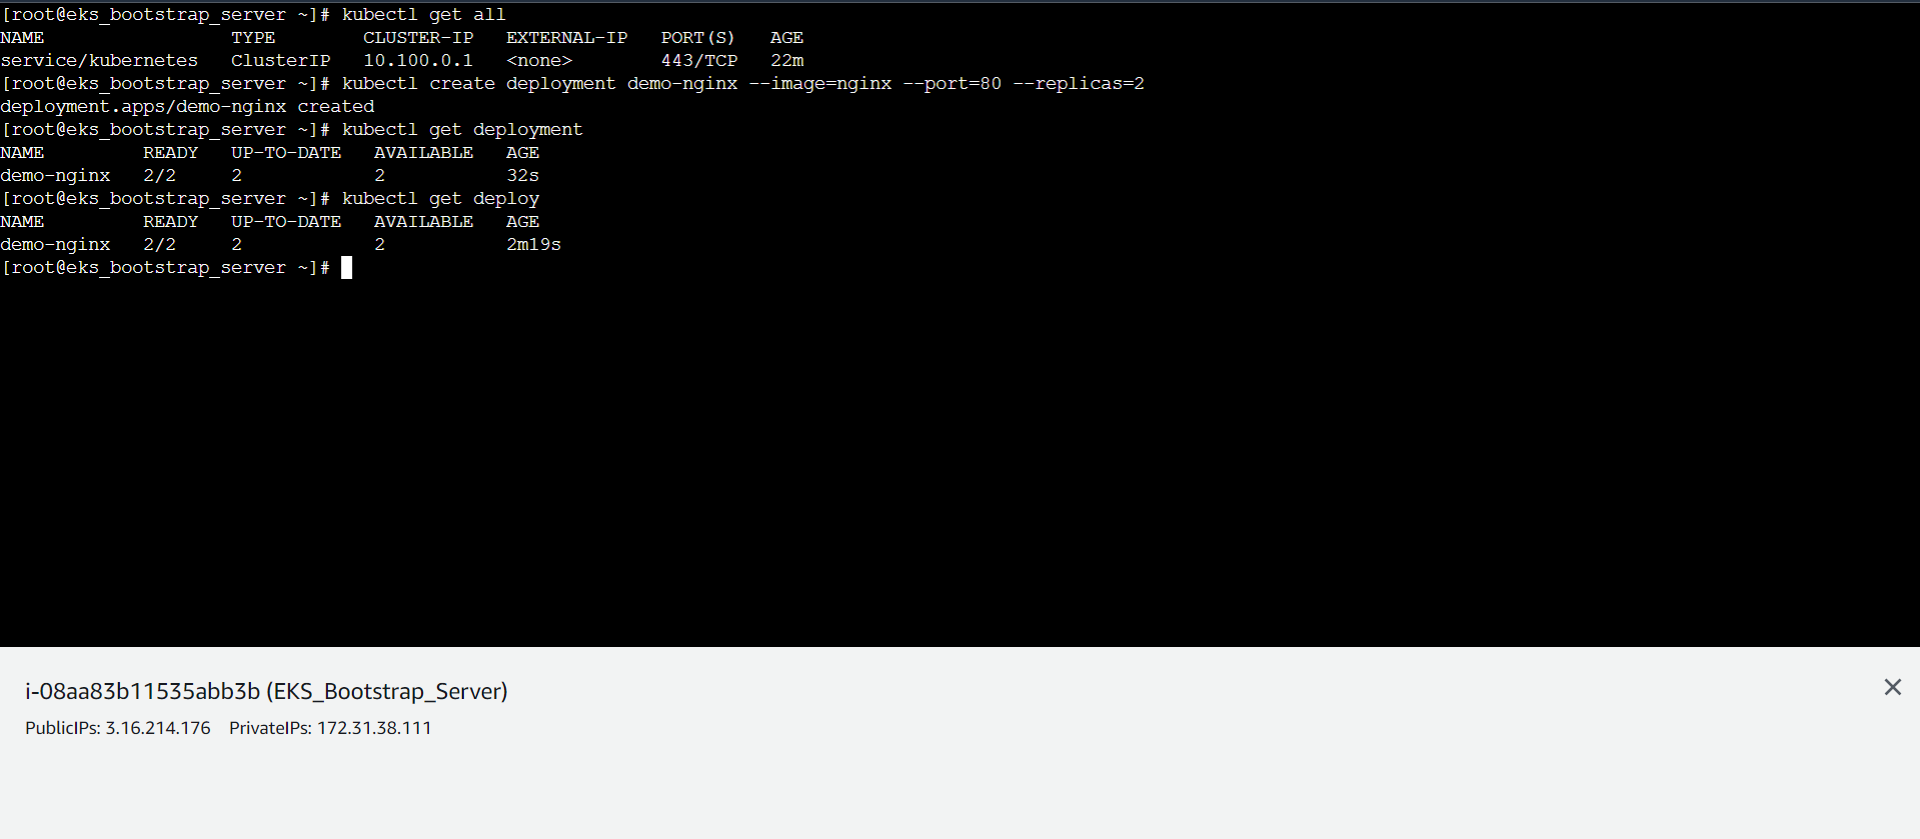 [root@eks_bootstrap_server ~]# kubectl get all
NAME                 TYPE        CLUSTER-IP   EXTERNAL-IP   PORT(S)   AGE
service/kubernetes   ClusterIP   10.100.0.1   <none>        443/TCP   22m
[root@eks_bootstrap_server ~]# kubectl create deployment demo-nginx --image=nginx --port=80 --replicas=2
deployment.apps/demo-nginx created
[root@eks_bootstrap_server ~]# kubectl get deployment
NAME         READY   UP-TO-DATE   AVAILABLE   AGE
demo-nginx   2/2     2            2           32s
[root@eks_bootstrap_server ~]# kubectl get deploy
NAME         READY   UP-TO-DATE   AVAILABLE   AGE
demo-nginx   2/2     2            2           2m19s
[root@eks_bootstrap_server ~]#
i-08aa83b11535abb3b (EKS_Bootstrap_Server)
PublicIPs: 3.16.214.176    PrivateIPs: 172.31.38.111